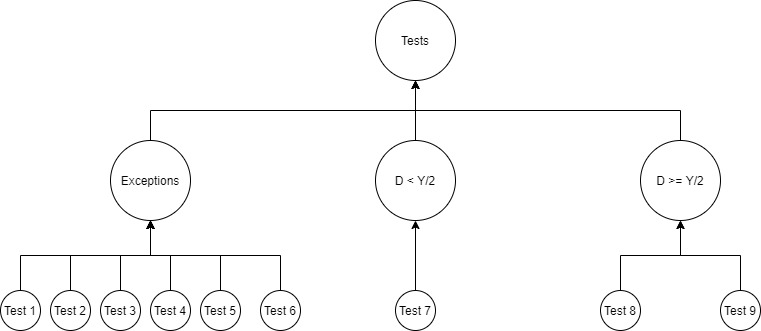 Tests
Exceptions
D < Y/2
D >= Y/2
Test 1
Test 2
Test 3
Test 4
Test 5
Test 6
Test 7
Test 8
Test 9